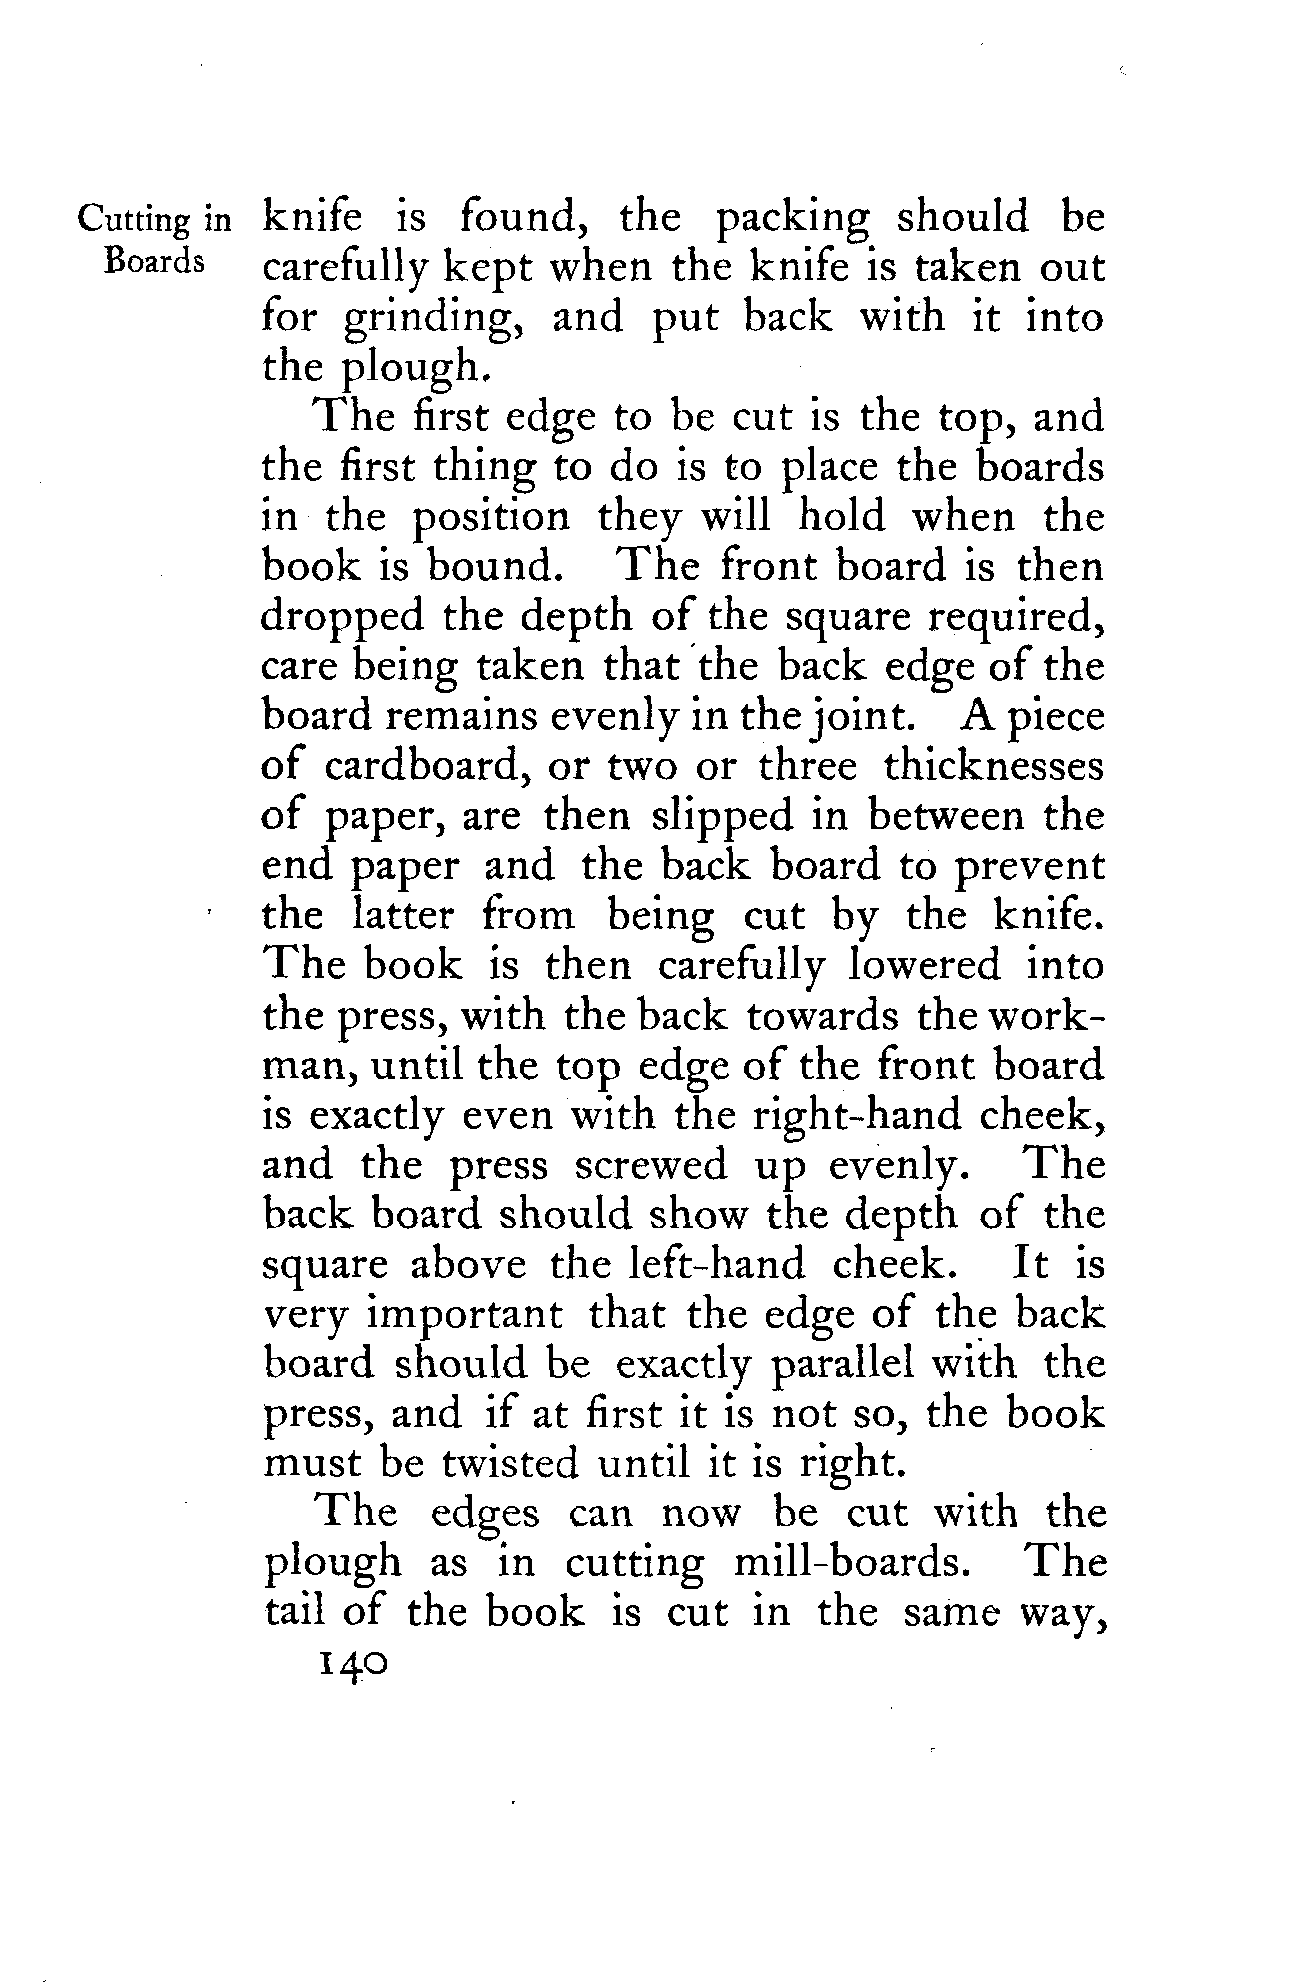 Cutting in
Boards
knife is found, the packing should be
carefully kept when the knife is taken out
for grinding, and put back with it into
the plough.
The first edge to be cut is the top, and
the first thing to do is to place the boards
in the position they will hold when the
book is bound. The front board is then
dropped the depth of the square required,
care being taken that the back edge of the
board remains evenly in the joint. A piece
of cardboard, or two or three thicknesses
of paper, are then slipped in between the
end paper and the back board to prevent
the latter from being cut by the knife.
The book is then carefully lowered into
the press, with the back towards the work-
man, until the top edge of the front board
is exactly even with the right-hand cheek,
and the press screwed up evenly. The
back board should show the depth of the
square above the left-hand cheek. It is
very important that the edge of the back
board should be exactly parallel with the
press, and if at first it is not so, the book
must be twisted until it is right.
The edges can now be cut with the
plough as in cutting mill-boards. The
tail of the book is cut in the same way,
140